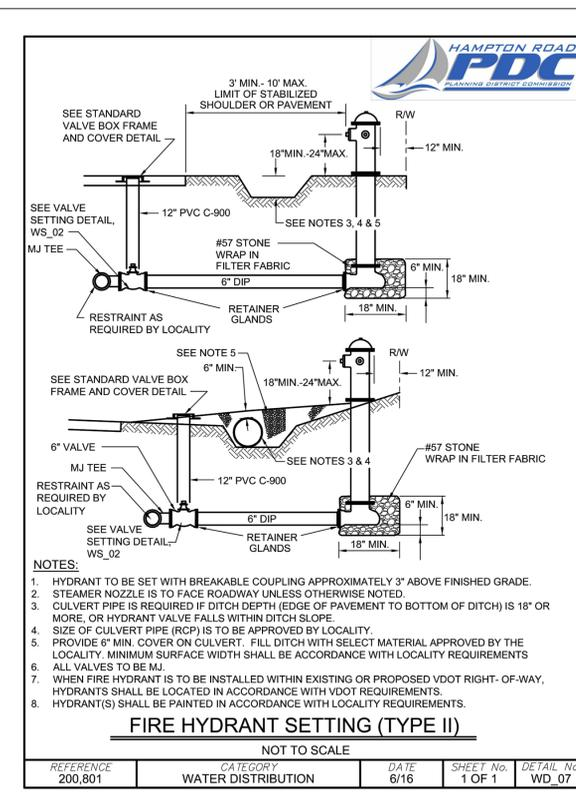 HAMPTON ROAD
PDC
PLANNING DISTRICT COMMISSION
3' MIN.- 10' MAX.
LIMIT OF STABILIZED
SHOULDER OR PAVEMENT
R/W
SEE STANDARD
VALVE BOX FRAME
AND COVER DETAIL
12" MIN.
18"MIN.-24"MAX.
SEE VALVE
SETTING DETAIL,
WS_02
12" PVC C-900
SEE NOTES 3, 4 & 5
MJ TEE
#57 STONE
WRAP IN
FILTER FABRIC
6" MIN.
18" MIN.
6" DIP
18" MIN.
RESTRAINT AS
REQUIRED BY LOCALITY
RETAINER
GLANDS
SEE NOTE 5
6" MIN.
R/W
12" MIN.
SEE STANDARD VALVE BOX
FRAME AND COVER DETAIL
18"MIN.-24"MAX.
6" VALVE
SEE NOTES 3 & 4
#57 STONE
WRAP IN FILTER FABRIC
MJ TEE
12" PVC C-900
RESTRAINT AS
REQUIRED BY
LOCALITY
6" MIN.
18" MIN.
6" DIP
SEE VALVE
SETTING DETAIL,
WS_02
RETAINER
GLANDS
18" MIN.
NOTES:
1. HYDRANT TO BE SET WITH BREAKABLE COUPLING APPROXIMATELY 3" ABOVE FINISHED GRADE.
2. STEAMER NOZZLE IS TO FACE ROADWAY UNLESS OTHERWISE NOTED.
3. CULVERT PIPE IS REQUIRED IF DITCH DEPTH (EDGE OF PAVEMENT TO BOTTOM OF DITCH) IS 18" OR
MORE, OR HYDRANT VALVE FALLS WITHIN DITCH SLOPE.
4. SIZE OF CULVERT PIPE (RCP) IS TO BE APPROVED BY LOCALITY.
5. PROVIDE 6" MIN. COVER ON CULVERT. FILL DITCH WITH SELECT MATERIAL APPROVED BY THE
LOCALITY. MINIMUM SURFACE WIDTH SHALL BE ACCORDANCE WITH LOCALITY REQUIREMENTS
6. ALL VALVES TO BE MJ.
7. WHEN FIRE HYDRANT IS TO BE INSTALLED WITHIN EXISTING OR PROPOSED VDOT RIGHT- OF-WAY,
HYDRANTS SHALL BE LOCATED IN ACCORDANCE WITH VDOT REQUIREMENTS.
8. HYDRANT(S) SHALL BE PAINTED IN ACCORDANCE WITH LOCALITY REQUIREMENTS.
FIRE HYDRANT SETTING (TYPE II)
NOT TO SCALE
REFERENCE CATEGORY DATE SHEET No. DETAIL No
200,801 WATER DISTRIBUTION 6/16 1 OF 1 WD_07